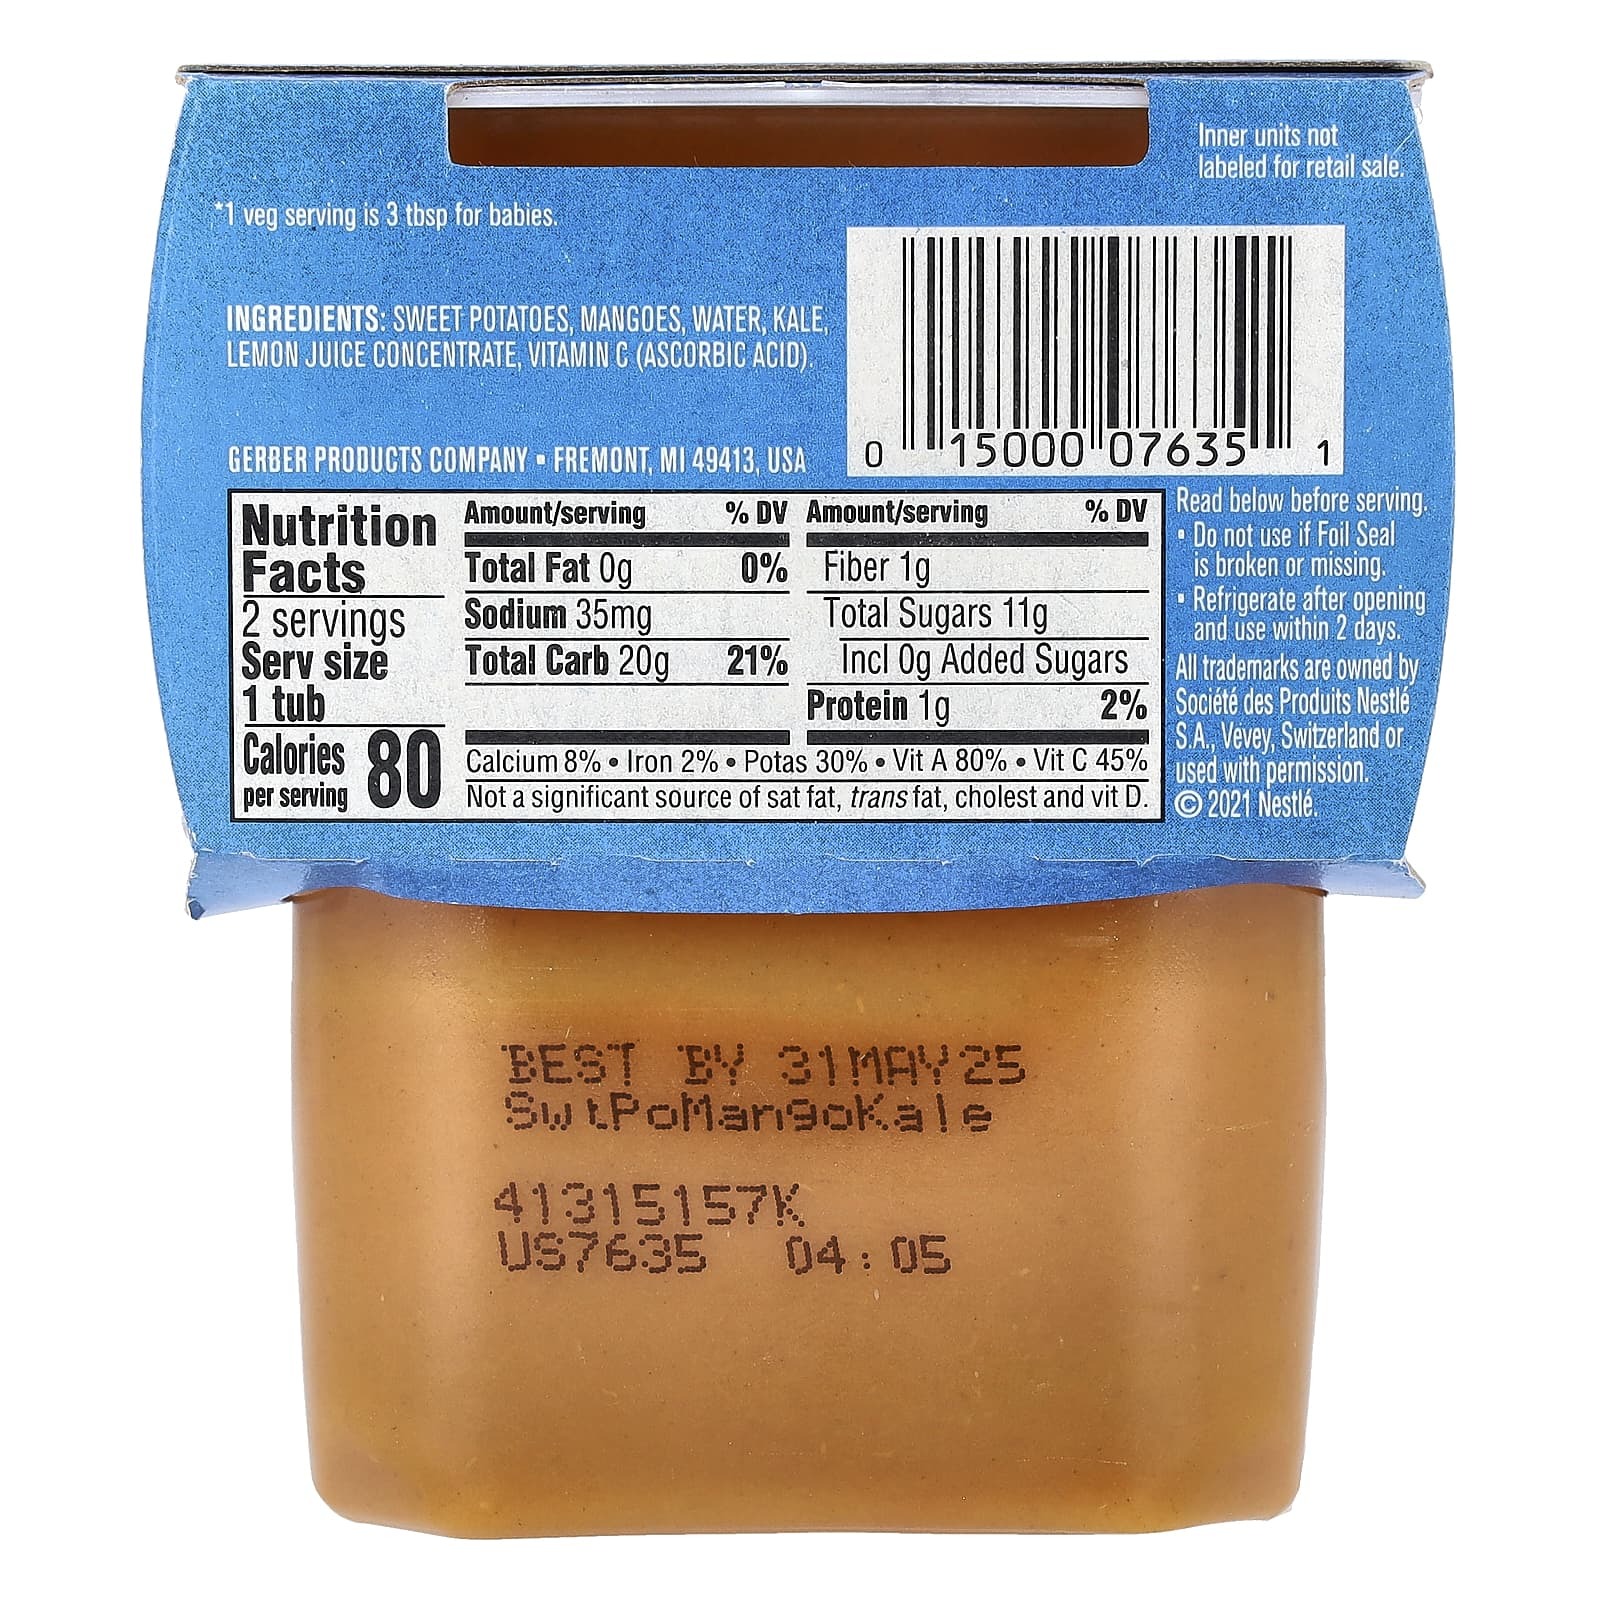 Inner units not
labeled for retail sale.
*1 veg serving is 3 tbsp for babies.
INGREDIENTS: SWEET POTATOES, MANGOES, WATER, KALE,
LEMON JUICE CONCENTRATE, VITAMIN C (ASCORBIC ACID).
GERBER PRODUCTS COMPANY ▪ FREMONT, MI 49413, USA
0 15000 07635 1
Nutrition
Facts
2 servings
Serv size
1 tub
Calories 80
per serving
Amount/serving % DV
Total Fat 0g 0%
Sodium 35mg
Total Carb 20g 21%
Amount/serving % DV
Fiber 1g
Total Sugars 11g
Incl 0g Added Sugars
Protein 1g 2%
Calcium 8% • Iron 2% • Potas 30% • Vit A 80% • Vit C 45%
Not a significant source of sat fat, trans fat, cholest and vit D.
Read below before serving.
• Do not use if Foil Seal
is broken or missing.
• Refrigerate after opening
and use within 2 days.
All trademarks are owned by
Société des Produits Nestlé
S.A., Vevey, Switzerland or
used with permission.
© 2021 Nestlé.
BEST BY 31MAY25
SwtPoMangoKale
41315157K
US7635 04:05